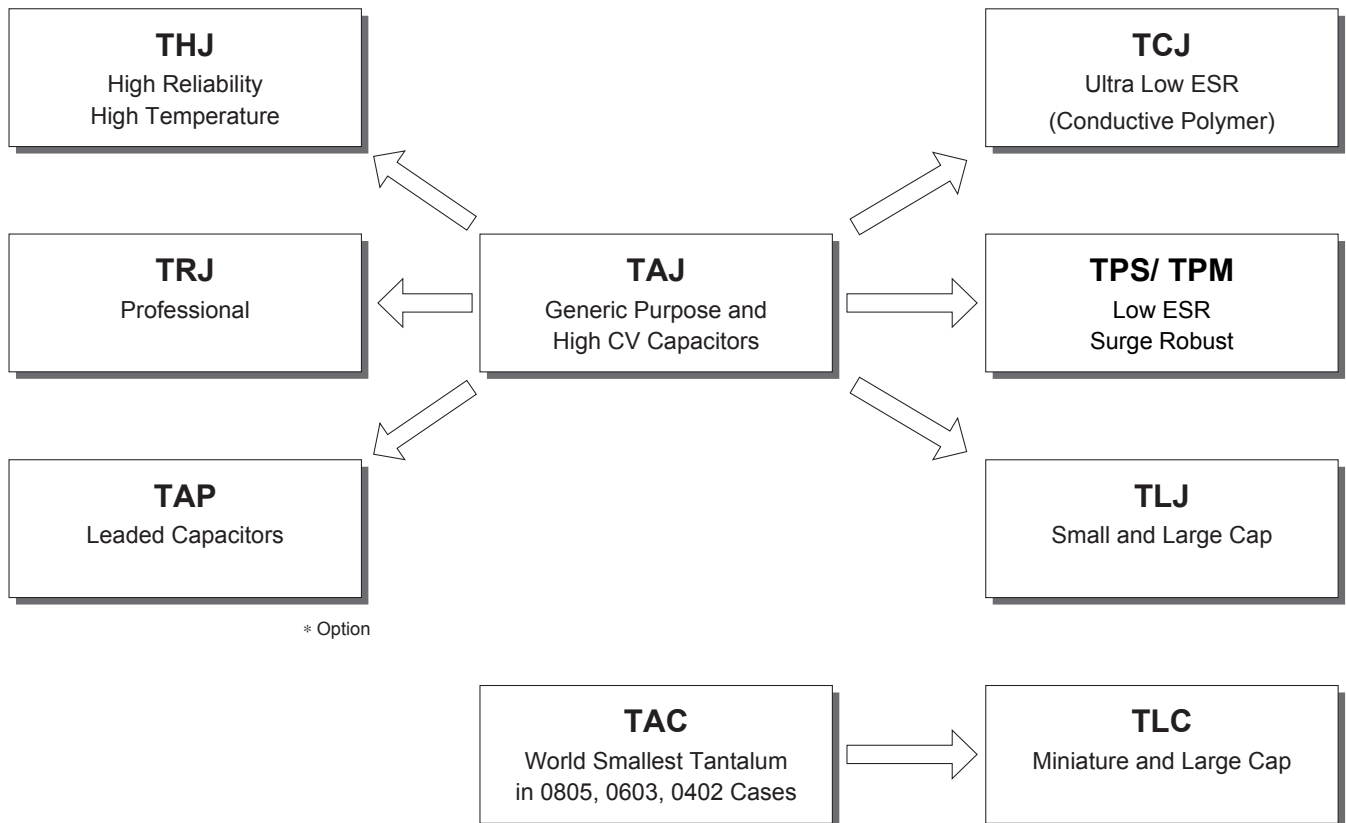 THJ
High Reliability
High Temperature
TCJ
Ultra Low ESR
(Conductive Polymer)
TRJ
Professional
TAJ
Generic Purpose and
High CV Capacitors
TPS/ TPM
Low ESR
Surge Robust
TAP
Leaded Capacitors
TLJ
Small and Large Cap
* Option
TAC
World Smallest Tantalum
in 0805, 0603, 0402 Cases
TLC
Miniature and Large Cap